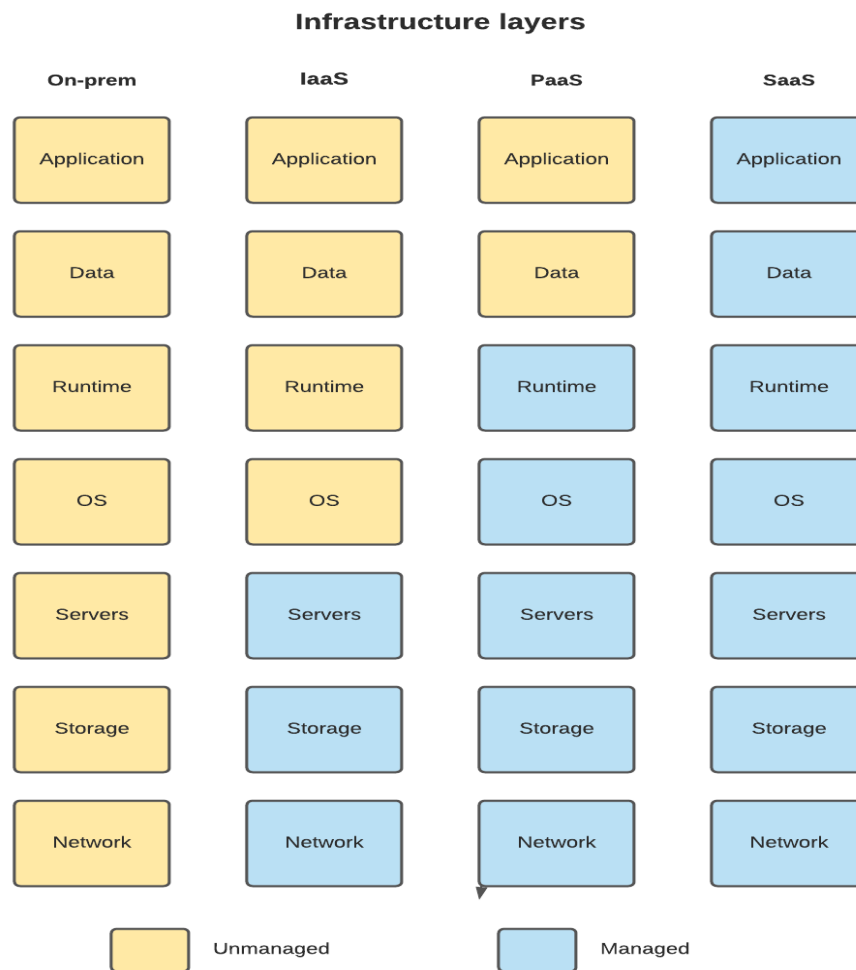 Infrastructure layers
On-prem IaaS PaaS SaaS
Application Application Application Application
Data Data Data Data
Runtime Runtime Runtime Runtime
OS OS OS OS
Servers Servers Servers Servers
Storage Storage Storage Storage
Network Network Network Network
Unmanaged Managed